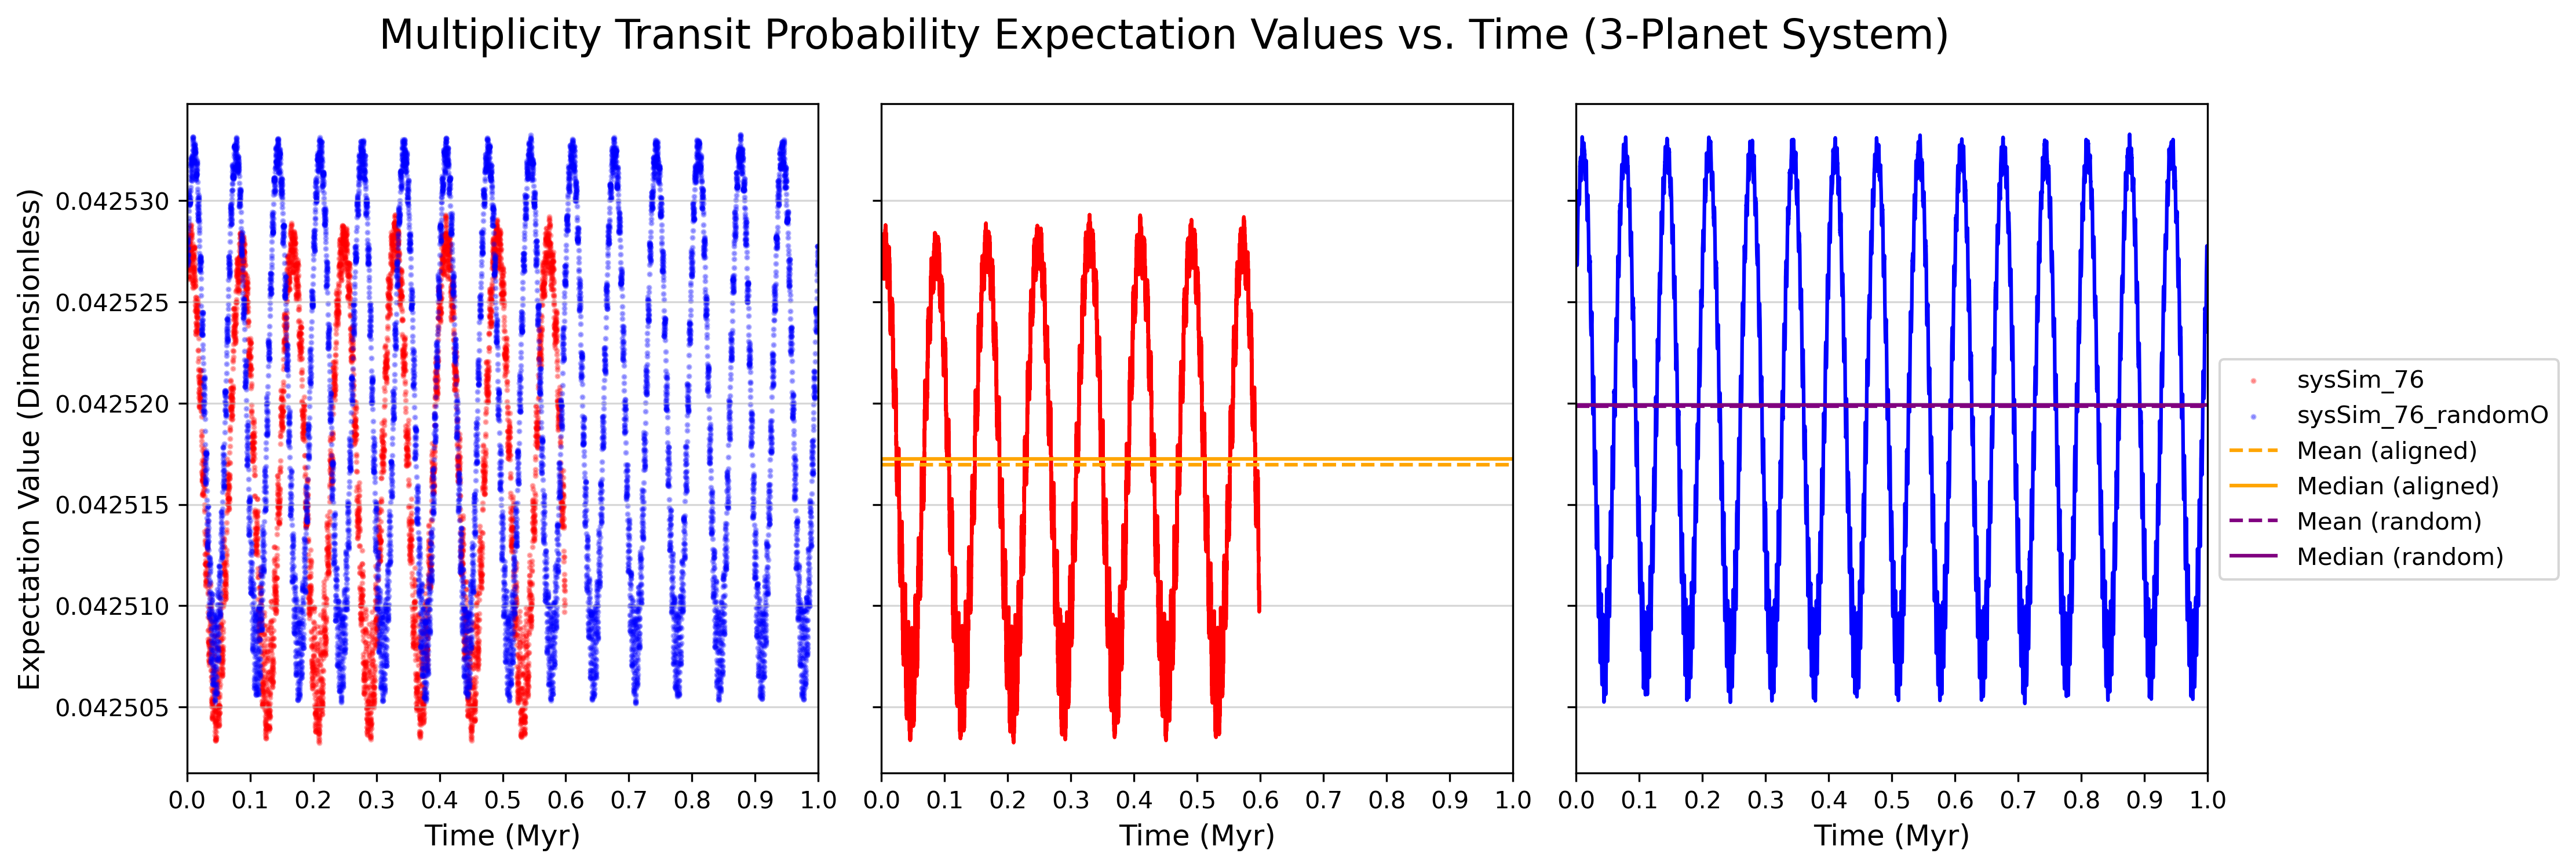 Multiplicity Transit Probability Expectation Values vs. Time (3-Planet System)
Expectation Value (Dimensionless)
0.042530
0.042525
0.042520
0.042515
0.042510
0.042505
0.0 0.1 0.2 0.3 0.4 0.5 0.6 0.7 0.8 0.9 1.0
Time (Myr)
0.0 0.1 0.2 0.3 0.4 0.5 0.6 0.7 0.8 0.9 1.0
Time (Myr)
0.0 0.1 0.2 0.3 0.4 0.5 0.6 0.7 0.8 0.9 1.0
Time (Myr)
sysSim_76
sysSim_76_randomO
Mean (aligned)
Median (aligned)
Mean (random)
Median (random)